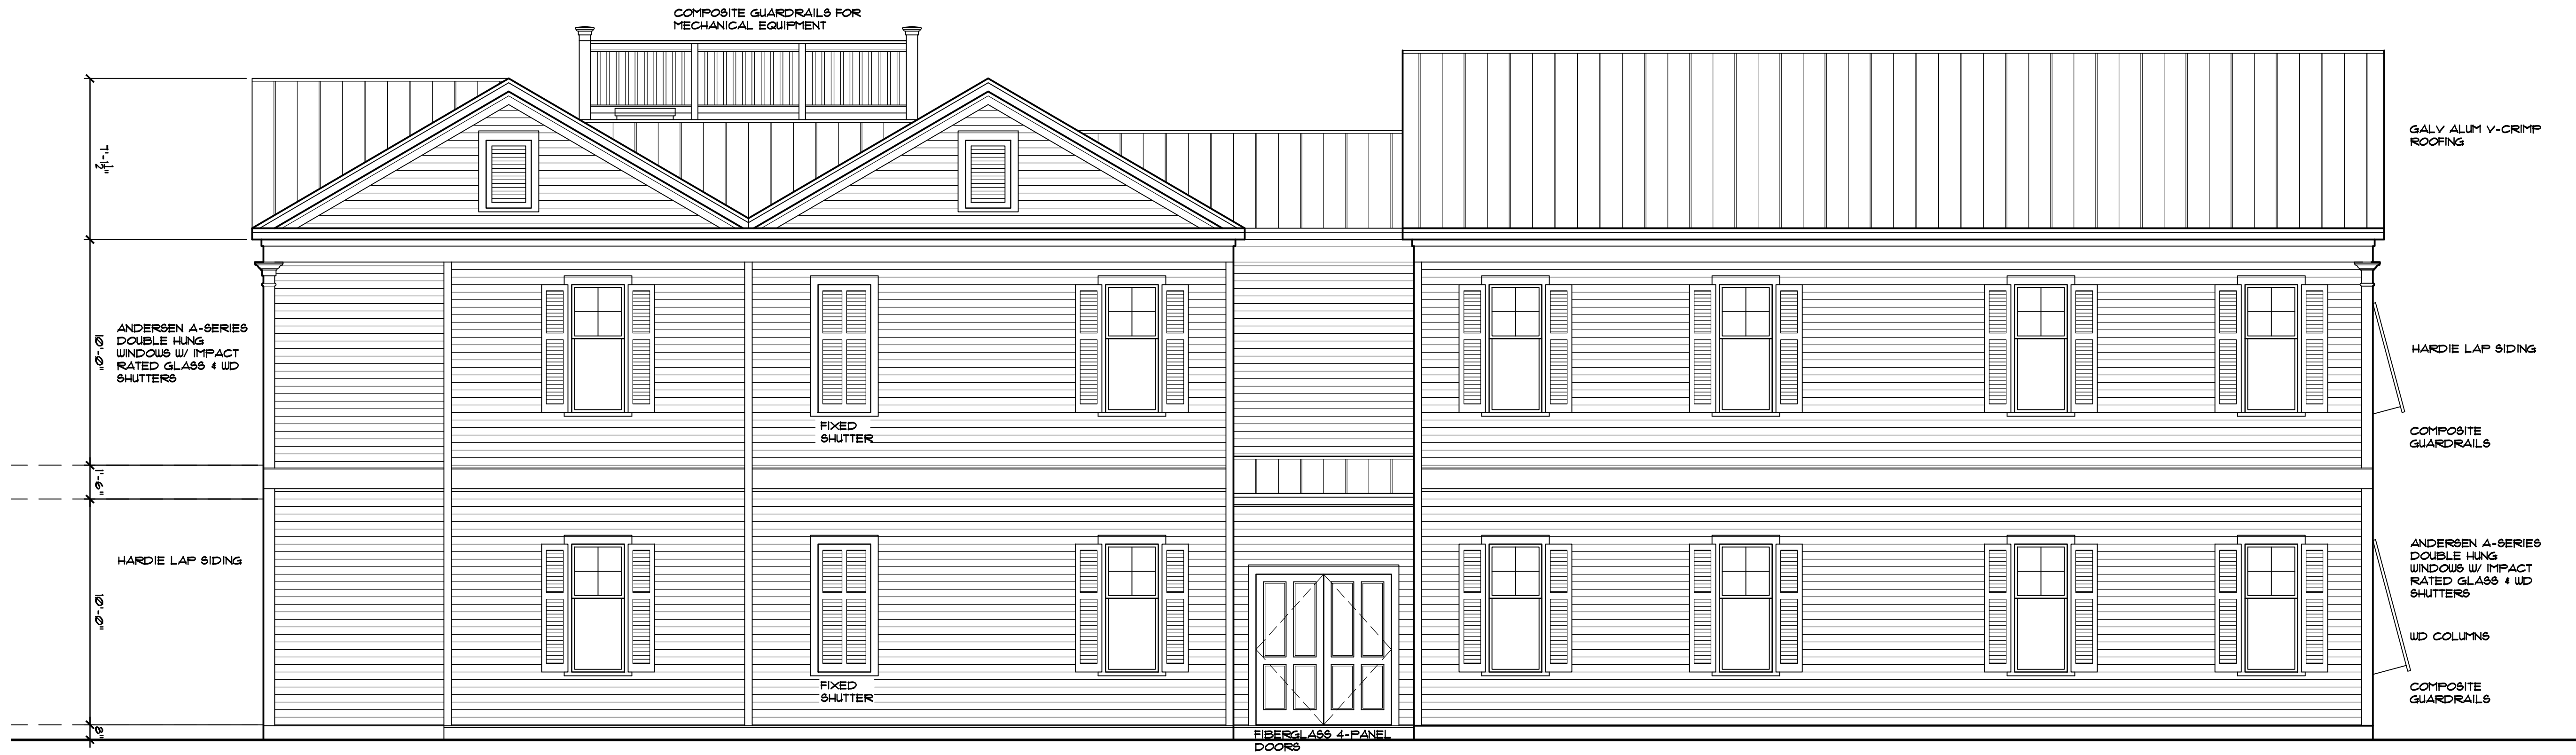 COMPOSITE GUARDRAILS FOR
MECHANICAL EQUIPMENT
GALV ALUM V-CRIMP
ROOFING
7'-1½"
ANDERSEN A-SERIES
DOUBLE HUNG
WINDOWS W/ IMPACT
RATED GLASS & WD
SHUTTERS
10'-0"
HARDIE LAP SIDING
FIXED
SHUTTER
COMPOSITE
GUARDRAILS
1'-6"
HARDIE LAP SIDING
10'-0"
ANDERSEN A-SERIES
DOUBLE HUNG
WINDOWS W/ IMPACT
RATED GLASS & WD
SHUTTERS
WD COLUMNS
FIXED
SHUTTER
COMPOSITE
GUARDRAILS
8"
FIBERGLASS 4-PANEL
DOORS